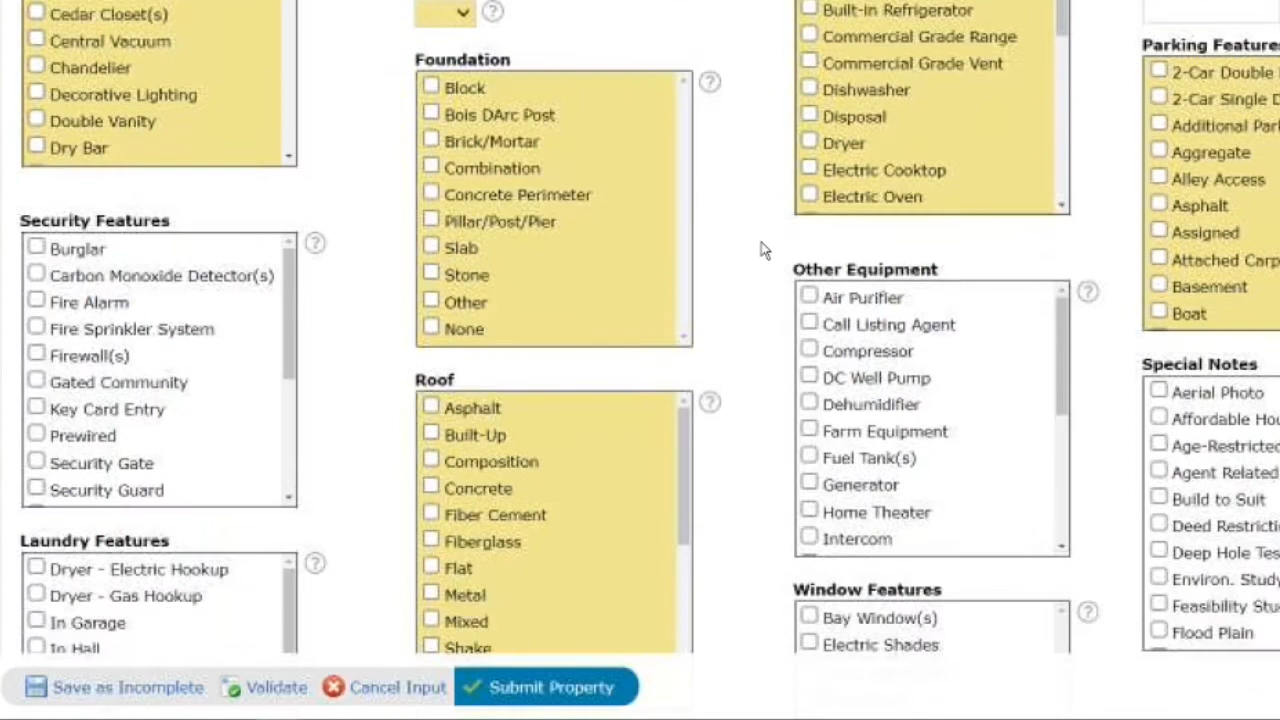 Cedar Closet(s)
Central Vacuum
Chandelier
Decorative Lighting
Double Vanity
Dry Bar
Security Features
Burglar
Carbon Monoxide Detector(s)
Fire Alarm
Fire Sprinkler System
Firewall(s)
Gated Community
Key Card Entry
Prewired
Security Gate
Security Guard
Laundry Features
Dryer - Electric Hookup
Dryer - Gas Hookup
In Garage
In Hall
Foundation
Block
Bois DArc Post
Brick/Mortar
Combination
Concrete Perimeter
Pillar/Post/Pier
Slab
Stone
Other
None
Roof
Asphalt
Built-Up
Composition
Concrete
Fiber Cement
Fiberglass
Flat
Metal
Mixed
Shake
Built-in Refrigerator
Commercial Grade Range
Commercial Grade Vent
Dishwasher
Disposal
Dryer
Electric Cooktop
Electric Oven
Other Equipment
Air Purifier
Call Listing Agent
Compressor
DC Well Pump
Dehumidifier
Farm Equipment
Fuel Tank(s)
Generator
Home Theater
Intercom
Window Features
Bay Window(s)
Electric Shades
Parking Feature
2-Car Double
2-Car Single
Additional Par
Aggregate
Alley Access
Asphalt
Assigned
Attached Carp
Basement
Boat
Special Notes
Aerial Photo
Affordable Hou
Age-Restricted
Agent Related
Build to Suit
Deed Restricti
Deep Hole Tes
Environ. Study
Feasibility Stu
Flood Plain
Save as Incomplete
Validate
Cancel Input
Submit Property